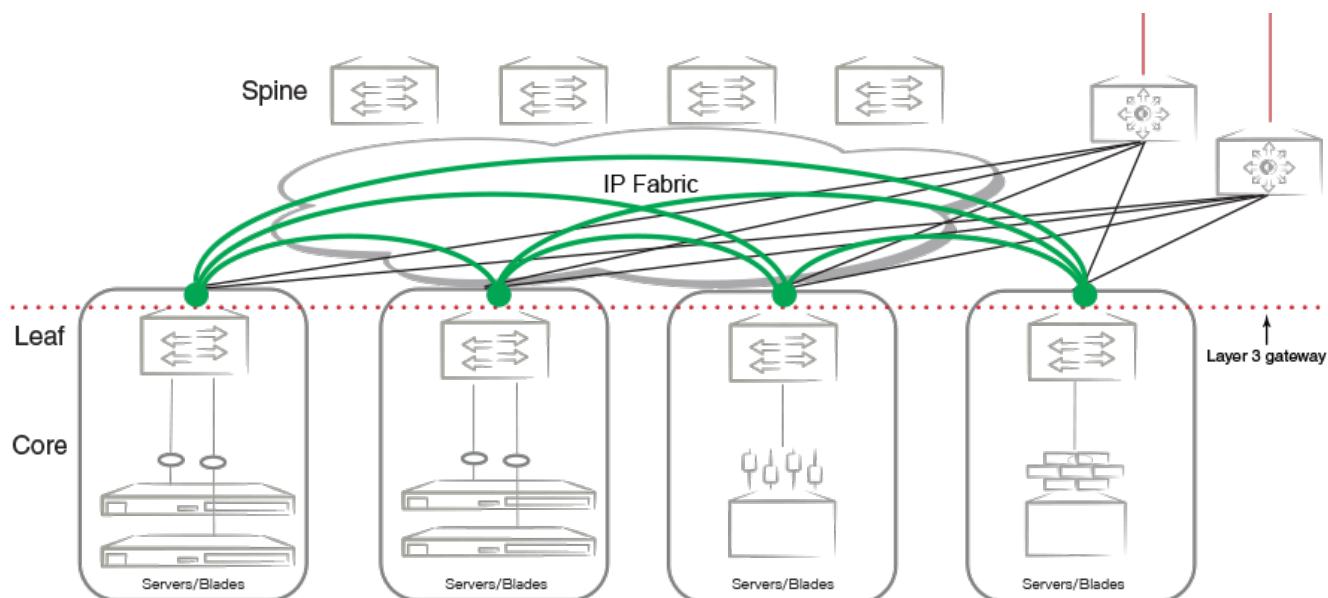 Spine
IP Fabric
Leaf
Layer 3 gateway
Core
Servers/Blades
Servers/Blades
Servers/Blades
Servers/Blades